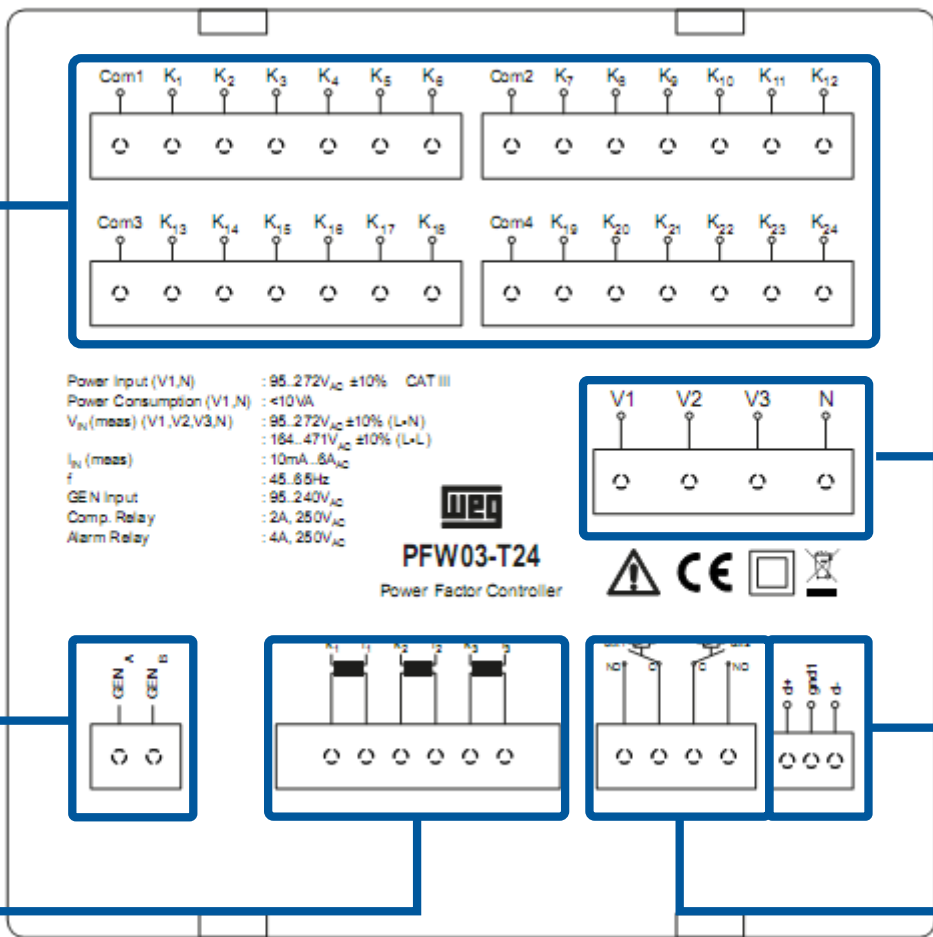 Com1 K1 K2 K3 K4 K5 K6 Com2 K7 K8 K9 K10 K11 K12
Com3 K13 K14 K15 K16 K17 K18 Com4 K19 K20 K21 K22 K23 K24
Power Input (V1,N) : 95..272VAC ±10% CAT III
Power Consumption (V1,N) : <10VA
VIN (meas) (V1,V2,V3,N) : 95..272VAC ±10% (L-N)
: 164..471VAC ±10% (L-L)
IIN (meas) : 10mA..6AAC
f : 45..65Hz
GEN Input : 95..240VAC
Comp. Relay : 2A, 250VAC
Alarm Relay : 4A, 250VAC
V1 V2 V3 N
WEG
PFW03-T24
Power Factor Controller
CE
GEN A
GEN B
NO C C NO
d+ gnd1 d-